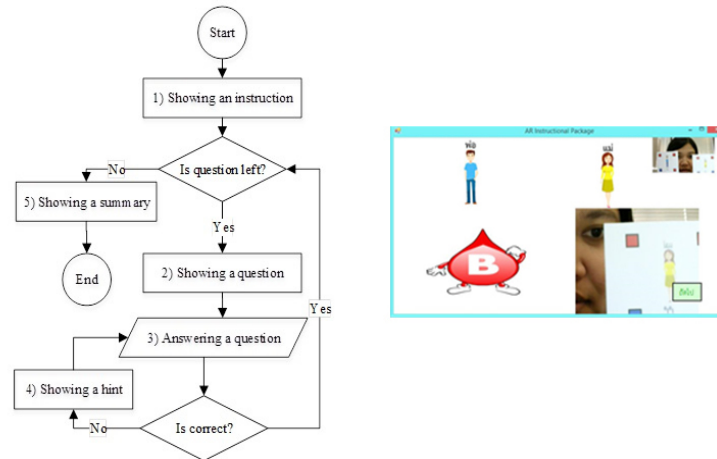 Start
1) Showing an instruction
Is question left?
No
Yes
5) Showing a summary
End
2) Showing a question
3) Answering a question
Yes
4) Showing a hint
Is correct?
No
AR Instructional Package
พ่อ
แม่
B